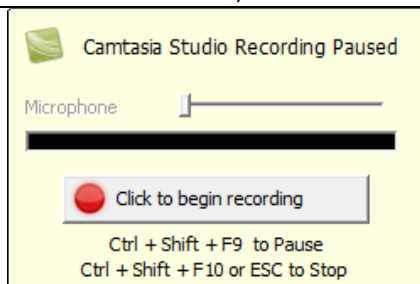 Camtasia Studio Recording Paused
Microphone
Click to begin recording
Ctrl + Shift + F9 to Pause
Ctrl + Shift + F10 or ESC to Stop